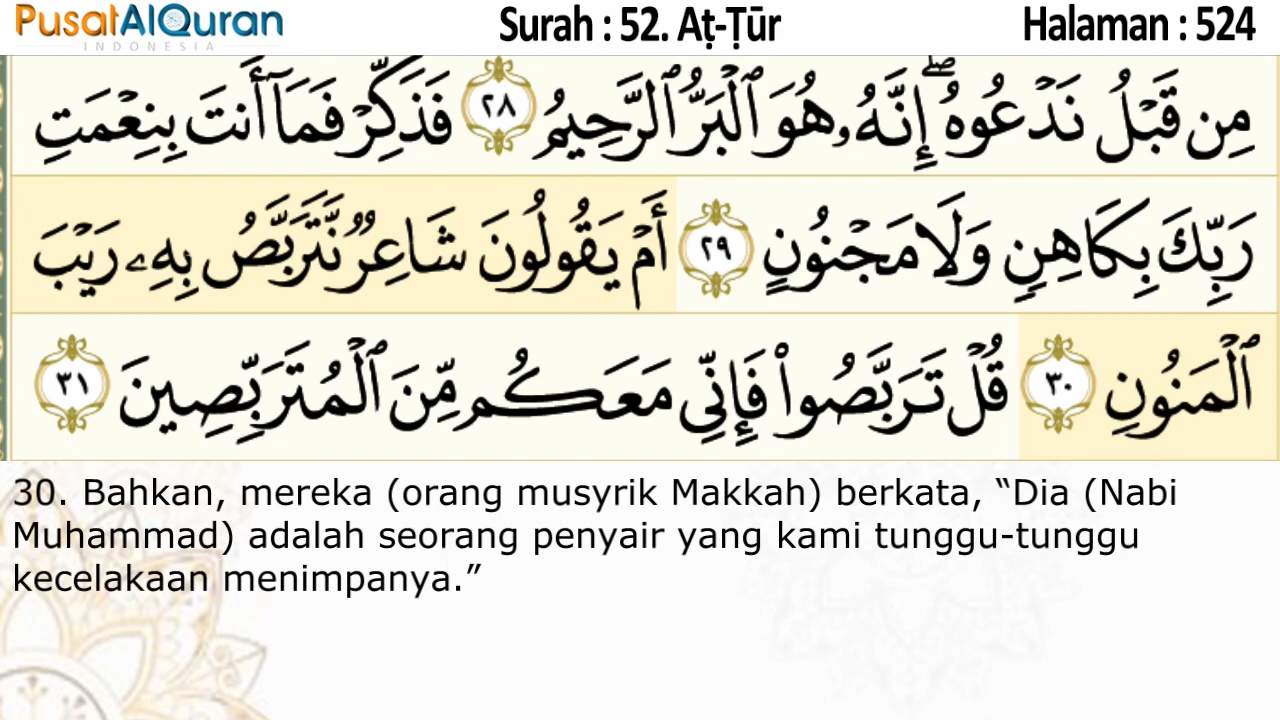 PusatAlQuran
INDONESIA
Surah : 52. Aṭ-Ṭūr
Halaman : 524
مِن قَبْلُ نَدْعُوهُ ۖ إِنَّهُۥ هُوَ ٱلْبَرُّ ٱلرَّحِيمُ ٢٨ فَذَكِّرْ فَمَآ أَنتَ بِنِعْمَتِ
رَبِّكَ بِكَاهِنٍ وَلَا مَجْنُونٍ ٢٩ أَمْ يَقُولُونَ شَاعِرٌ نَّتَرَبَّصُ بِهِۦ رَيْبَ
ٱلْمَنُونِ ٣٠ قُلْ تَرَبَّصُوا۟ فَإِنِّى مَعَكُم مِّنَ ٱلْمُتَرَبِّصِينَ ٣١
30. Bahkan, mereka (orang musyrik Makkah) berkata, “Dia (Nabi
Muhammad) adalah seorang penyair yang kami tunggu-tunggu
kecelakaan menimpanya.”